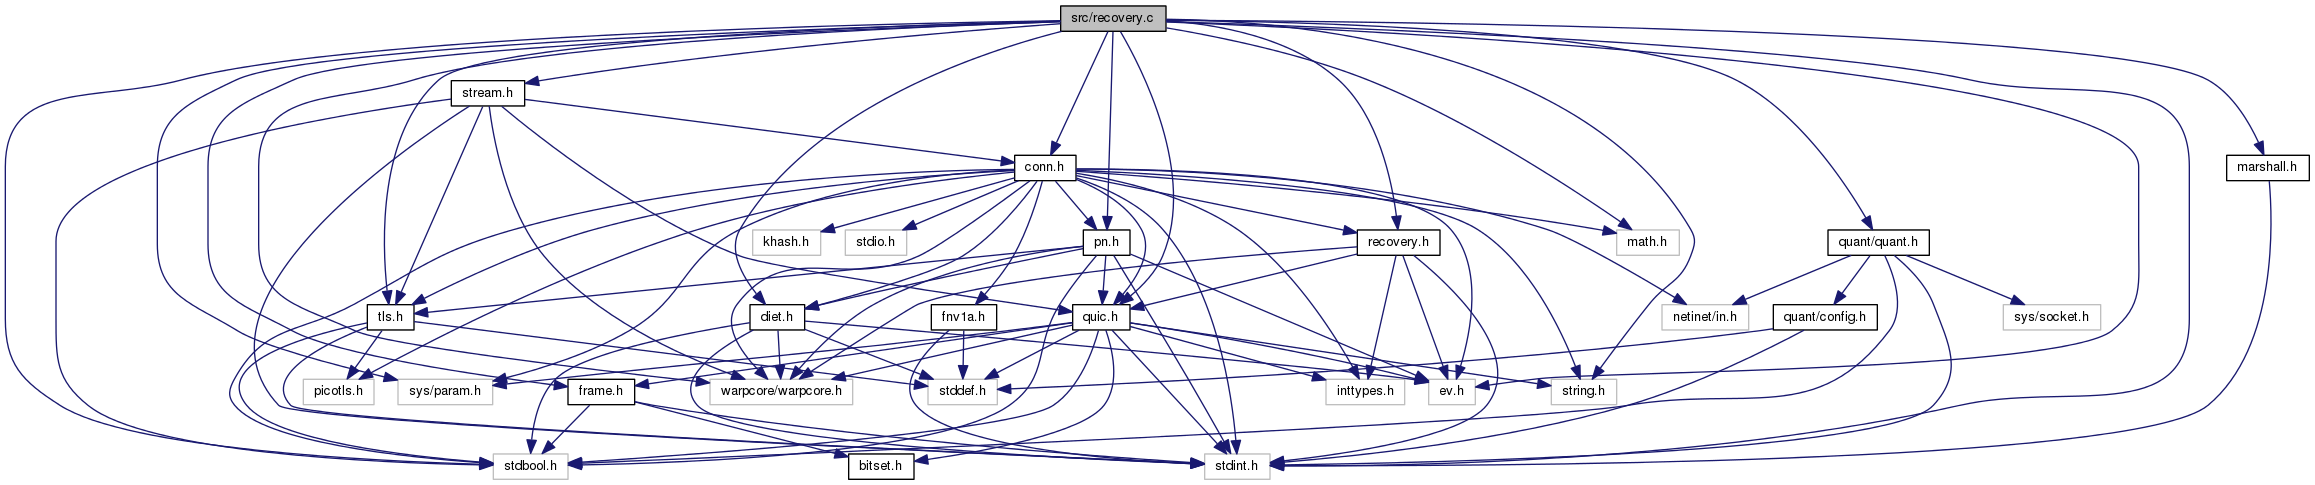 src/recovery.c
stream.h
conn.h
marshall.h
khash.h
stdio.h
pn.h
recovery.h
math.h
quant/quant.h
tls.h
diet.h
fnv1a.h
quic.h
netinet/in.h
quant/config.h
sys/socket.h
picotls.h
sys/param.h
frame.h
warpcore/warpcore.h
stddef.h
inttypes.h
ev.h
string.h
stdbool.h
bitset.h
stdint.h